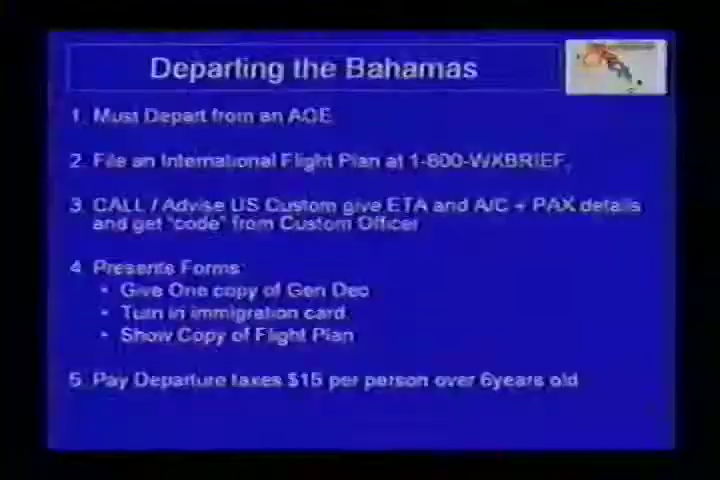 Departing the Bahamas
1. Must Depart from an AOE
2. File an International Flight Plan at 1-800-WXBRIEF.
3. CALL / Advise US Custom give ETA and A/C + PAX details
and get "code" from Custom Officer
4. Presents Forms
• Give One copy of Gen Dec
• Turn in immigration card
• Show Copy of Flight Plan
5. Pay Departure taxes $15 per person over 6years old